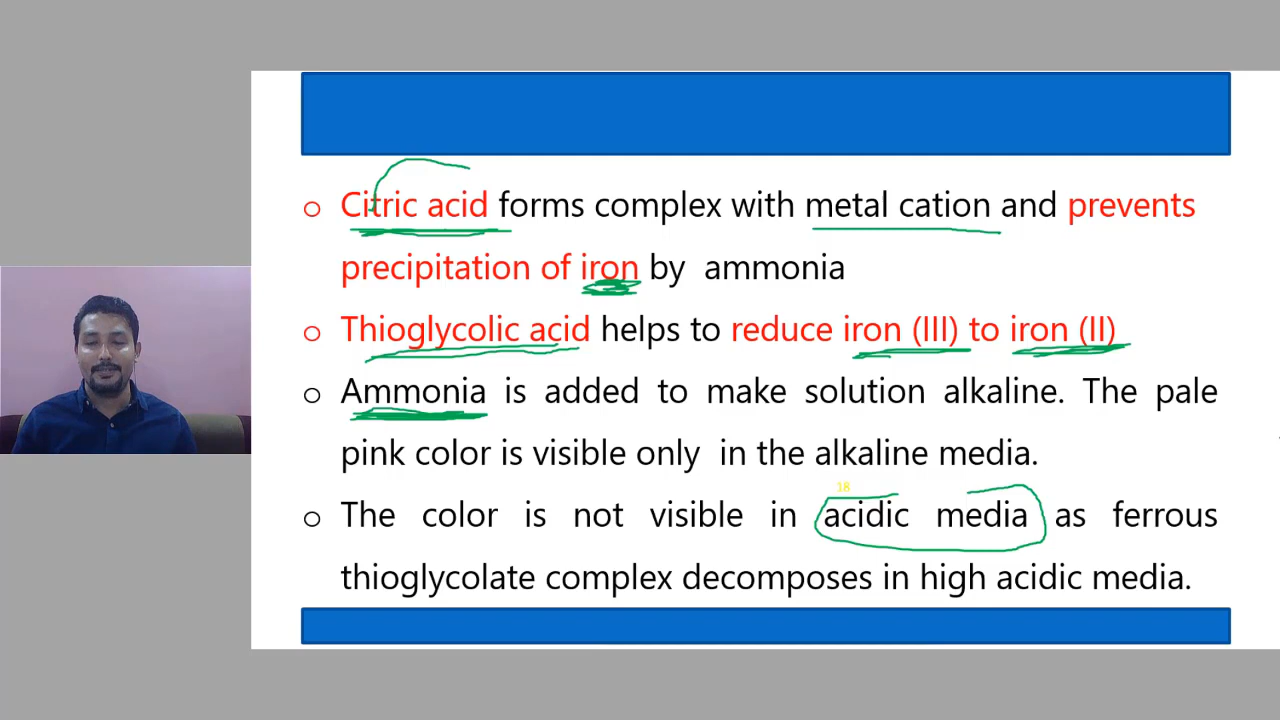 o Citric acid forms complex with metal cation and prevents
precipitation of iron by ammonia
o Thioglycolic acid helps to reduce iron (III) to iron (II)
o Ammonia is added to make solution alkaline. The pale
pink color is visible only in the alkaline media.
18
o The color is not visible in acidic media as ferrous
thioglycolate complex decomposes in high acidic media.